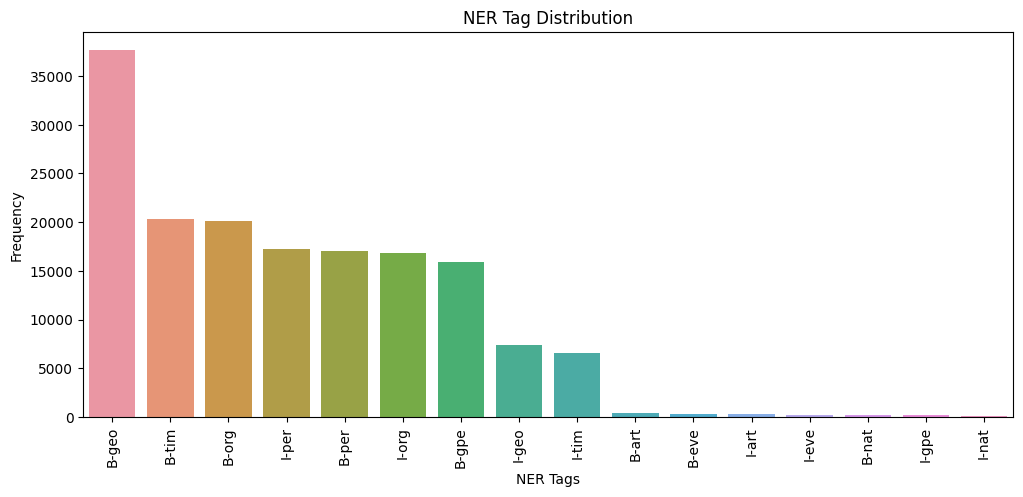 NER Tag Distribution
Frequency
35000
30000
25000
20000
15000
10000
5000
0
B-geo
B-tim
B-org
I-per
B-per
I-org
B-gpe
I-geo
I-tim
B-art
B-eve
I-art
I-eve
B-nat
I-gpe
I-nat
NER Tags